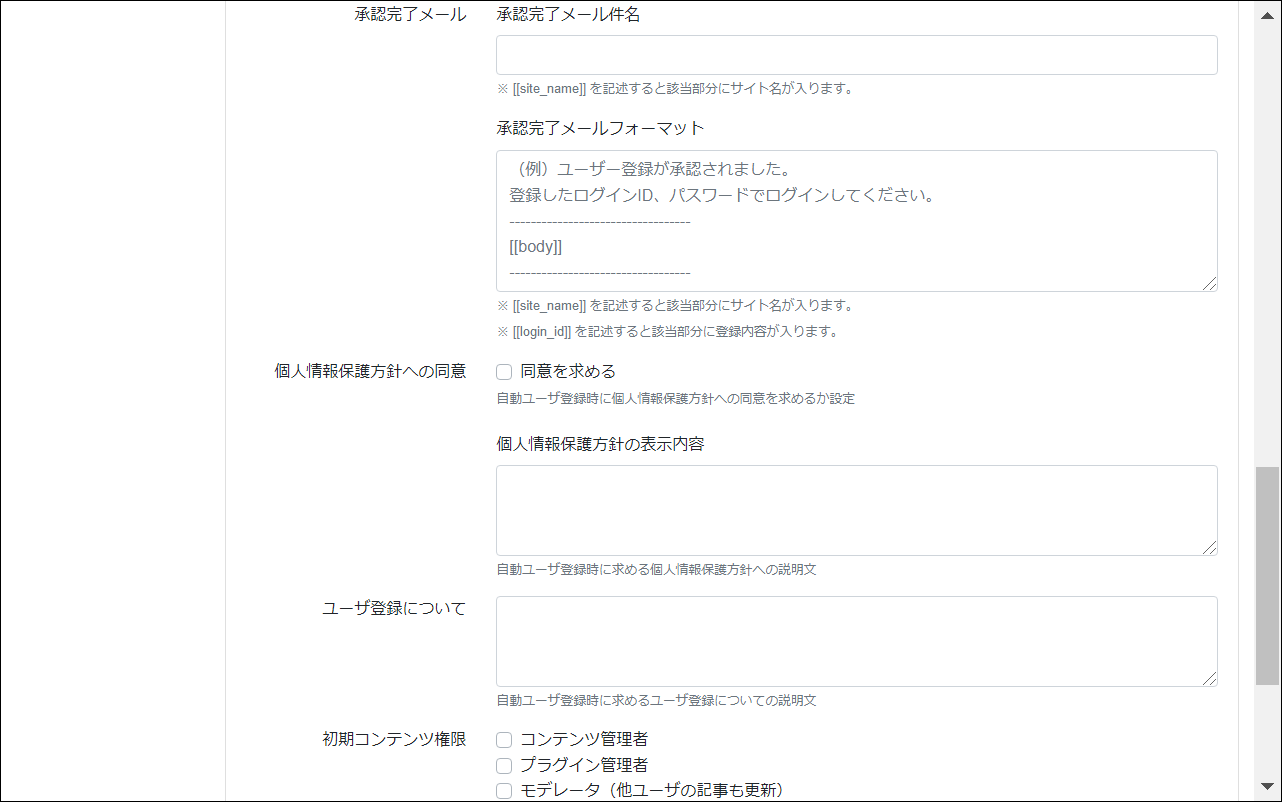 承認完了メール
承認完了メール件名
※ [[site_name]] を記述すると該当部分にサイト名が入ります。
承認完了メールフォーマット
（例）ユーザー登録が承認されました。
登録したログインID、パスワードでログインしてください。
----------------------------------
[[body]]
----------------------------------
※ [[site_name]] を記述すると該当部分にサイト名が入ります。
※ [[login_id]] を記述すると該当部分に登録内容が入ります。
個人情報保護方針への同意
同意を求める
自動ユーザ登録時に個人情報保護方針への同意を求めるか設定
個人情報保護方針の表示内容
自動ユーザ登録時に求める個人情報保護方針への説明文
ユーザ登録について
自動ユーザ登録時に求めるユーザ登録についての説明文
初期コンテンツ権限
コンテンツ管理者
プラグイン管理者
モデレータ（他ユーザの記事も更新）